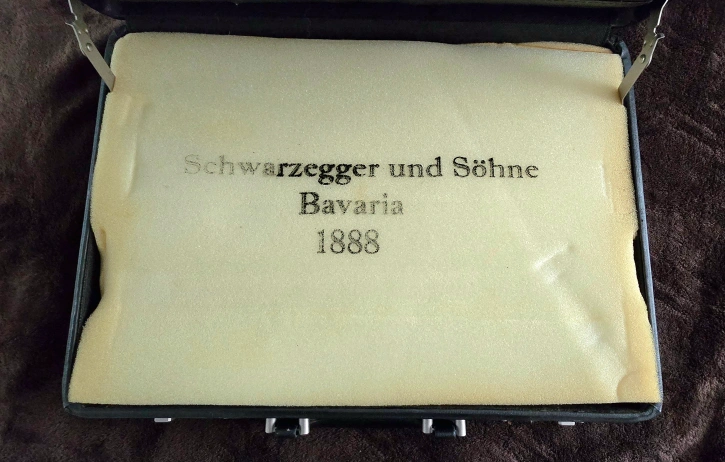 Schwarzegger und Söhne
Bavaria
1888